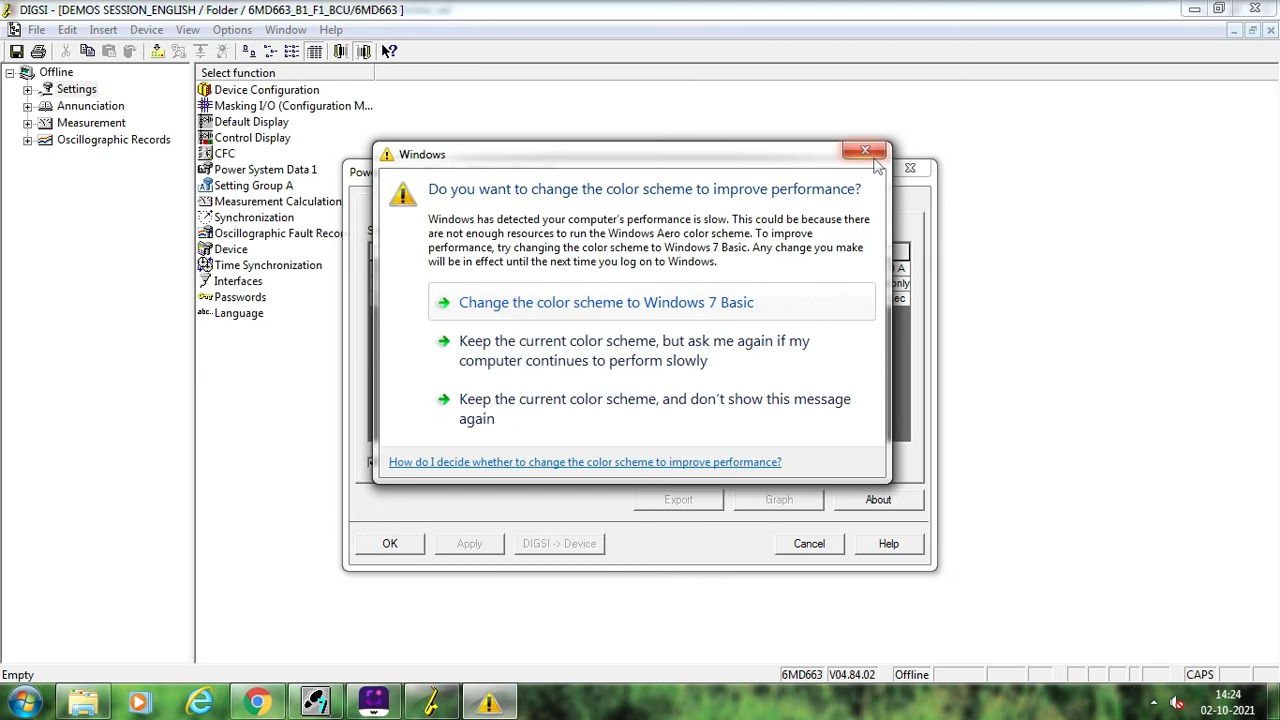 DIGSI - [DEMOS SESSION_ENGLISH / Folder / 6MD663_B1_F1_BCU/6MD663 ]
File Edit Insert Device View Options Window Help
Offline
Settings
Annunciation
Measurement
Oscillographic Records
Select function
Device Configuration
Masking I/O (Configuration M...
Default Display
Control Display
CFC
Power System Data 1
Setting Group A
Measurement Calculation
Synchronization
Oscillographic Fault Reco
Device
Time Synchronization
Interfaces
Passwords
abc.. Language
Pow
Windows
Do you want to change the color scheme to improve performance?
Windows has detected your computer's performance is slow. This could be because there
are not enough resources to run the Windows Aero color scheme. To improve
performance, try changing the color scheme to Windows 7 Basic. Any change you make
will be in effect until the next time you log on to Windows.
Change the color scheme to Windows 7 Basic
Keep the current color scheme, but ask me again if my
computer continues to perform slowly
Keep the current color scheme, and don't show this message
again
How do I decide whether to change the color scheme to improve performance?
A
only
ec
Export Graph About
OK Apply DIGSI -> Device Cancel Help
Empty 6MD663 V04.84.02 Offline CAPS
14:24
02-10-2021